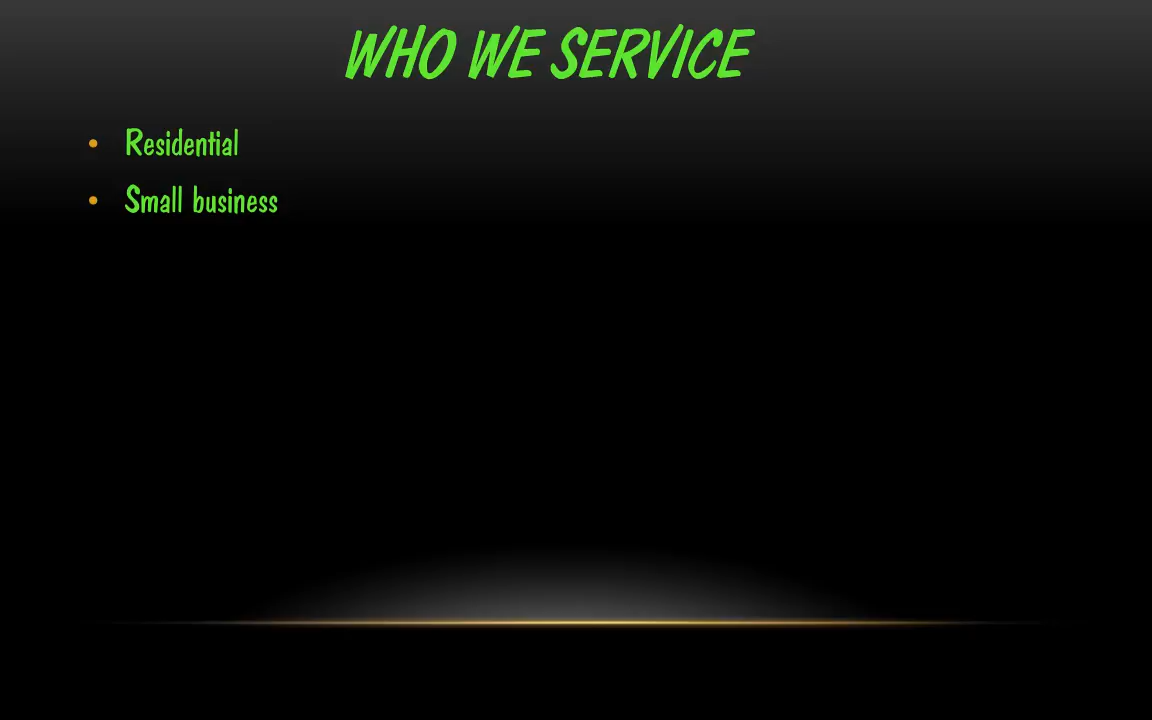 WHO WE SERVICE
• Residential
• Small business